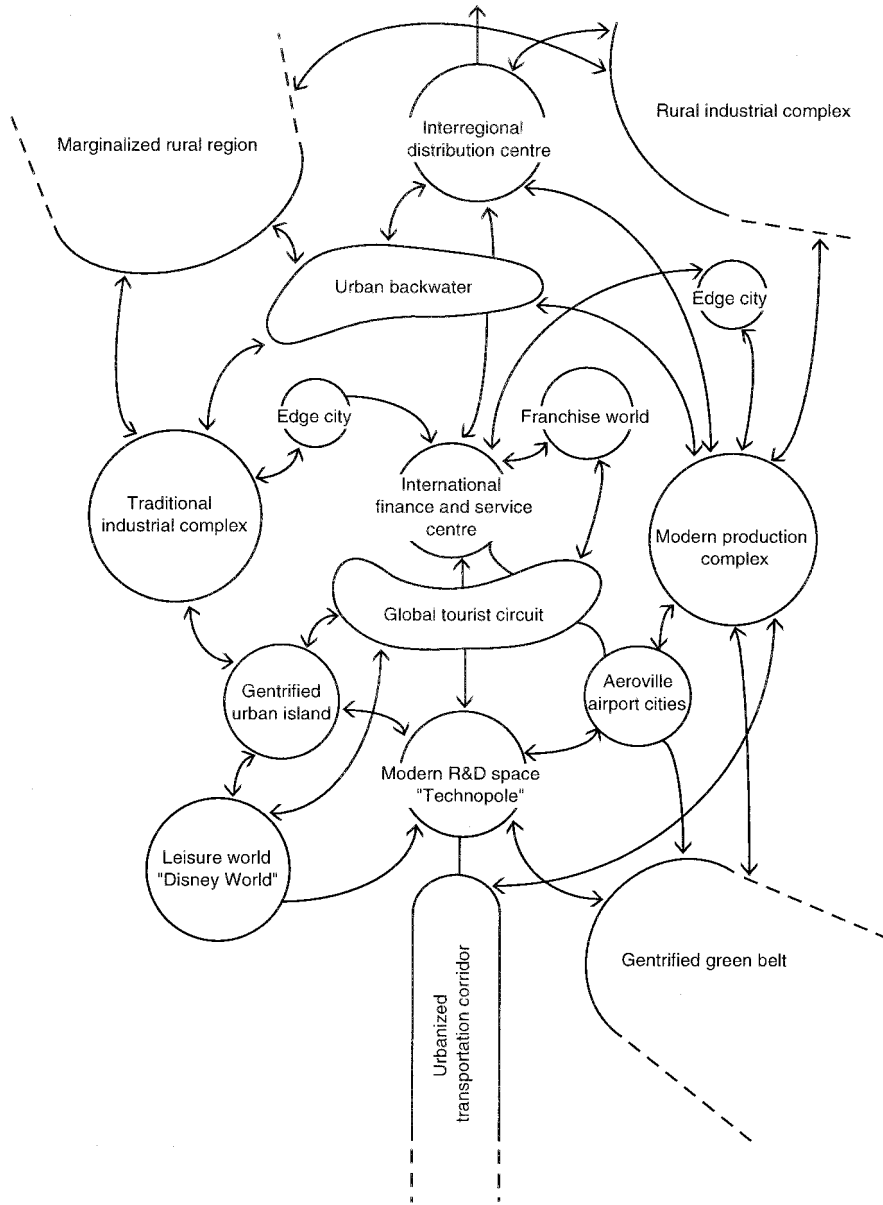 Rural industrial complex
Interregional
distribution centre
Marginalized rural region
Urban backwater
Edge city
Edge city
Franchise world
International
finance and service
centre
Traditional
industrial complex
Modern production
complex
Global tourist circuit
Gentrified
urban island
Aeroville
airport cities
Modern R&D space
"Technopole"
Leisure world
"Disney World"
Gentrified green belt
Urbanized
transportation corridor